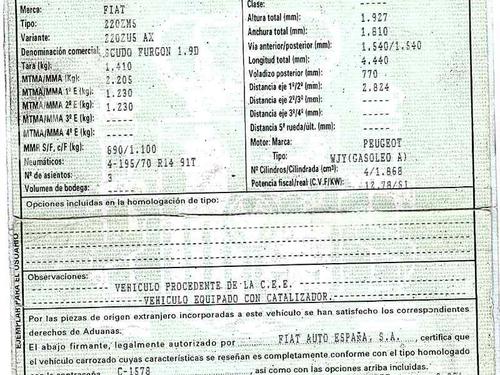 Marca: FIAT
Tipo: 220ZM5
Variante: 220ZU5 AX
Denominación comercial SCUDO FURGON 1.9D
Tara (kg): 1,410
MTMA/MMA (Kg): 2.205
MTMA/MMA 1º E (kg): 1.230
MTMA/MMA 2º E (kg): 1.230
MTMA/MMA 3º E (kg):
MTMA/MMA 4º E (kg):
MMR S/F, c/F (kg): 690/1.100
Neumáticos: 4-195/70 R14 91T
Nº de asientos: 3
Volumen de bodega: -----
Clase: -----
Altura total (mm): 1.927
Anchura total (mm): 1.810
Vía anterior/posterior (mm): 1.540/1.540
Longitud total (mm): 4.440
Voladizo posterior (mm): 770
Distancia eje 1º/2º (mm): 2.824
Distancia eje 2º/3º (mm):
Distancia eje 3º/4º (mm):
Distancia 5ª rueda/últ. (mm):
Motor: Marca: PEUGEOT
Tipo: WJY(GASOLEO A)
Nº Cilindros/Cilindrada (cm³): 4/1.868
Potencia fiscal/real (C.V.F/KW): 12,78/51
Opciones incluidas en la homologación de tipo:
EJEMPLAR PARA EL USUARIO
Observaciones:
VEHICULO PROCEDENTE DE LA C.E.E.
VEHICULO EQUIPADO CON CATALIZADOR.
Por las piezas de origen extranjero incorporadas a este vehículo se han satisfecho los correspondientes
derechos de Aduanas.
El abajo firmante, legalmente autorizado por FIAT AUTO ESPAÑA, S.A. , certifica que
el vehículo carrozado cuyas características se reseñan es completamente conforme con el tipo homologado
C-1578 , así como con las opciones arriba incluidas.